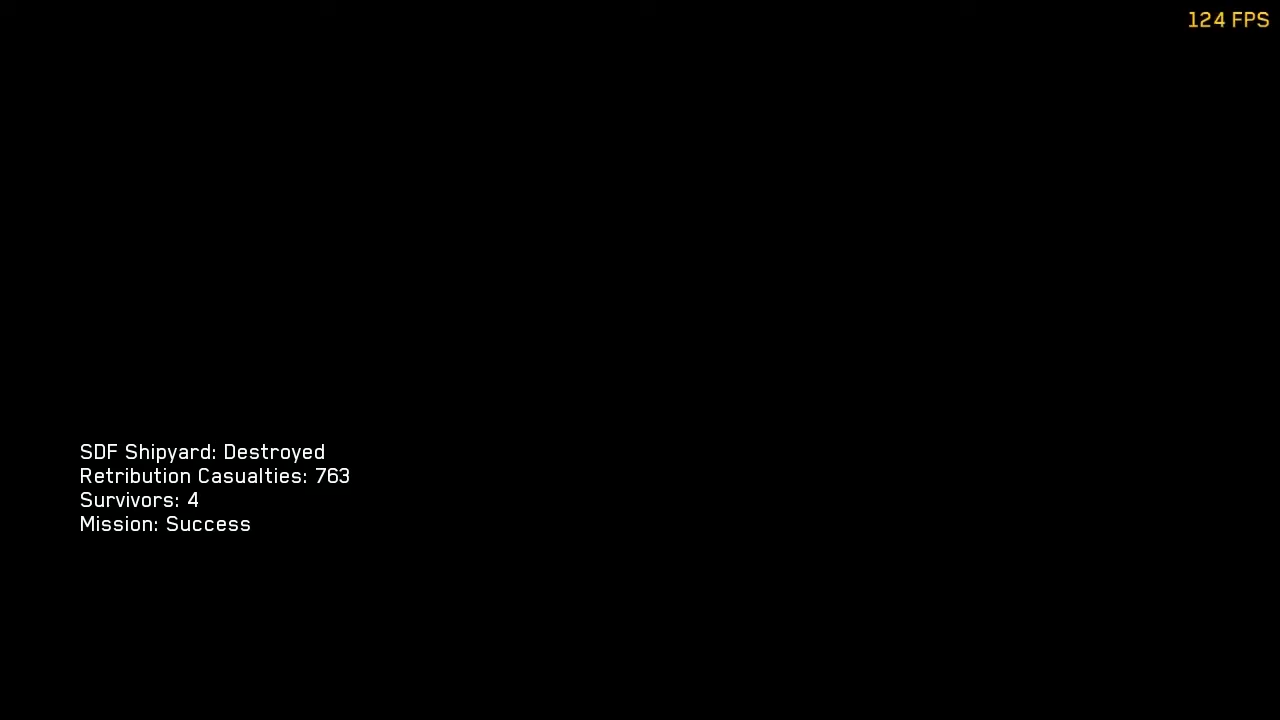 124 FPS
SDF Shipyard: Destroyed
Retribution Casualties: 763
Survivors: 4
Mission: Success